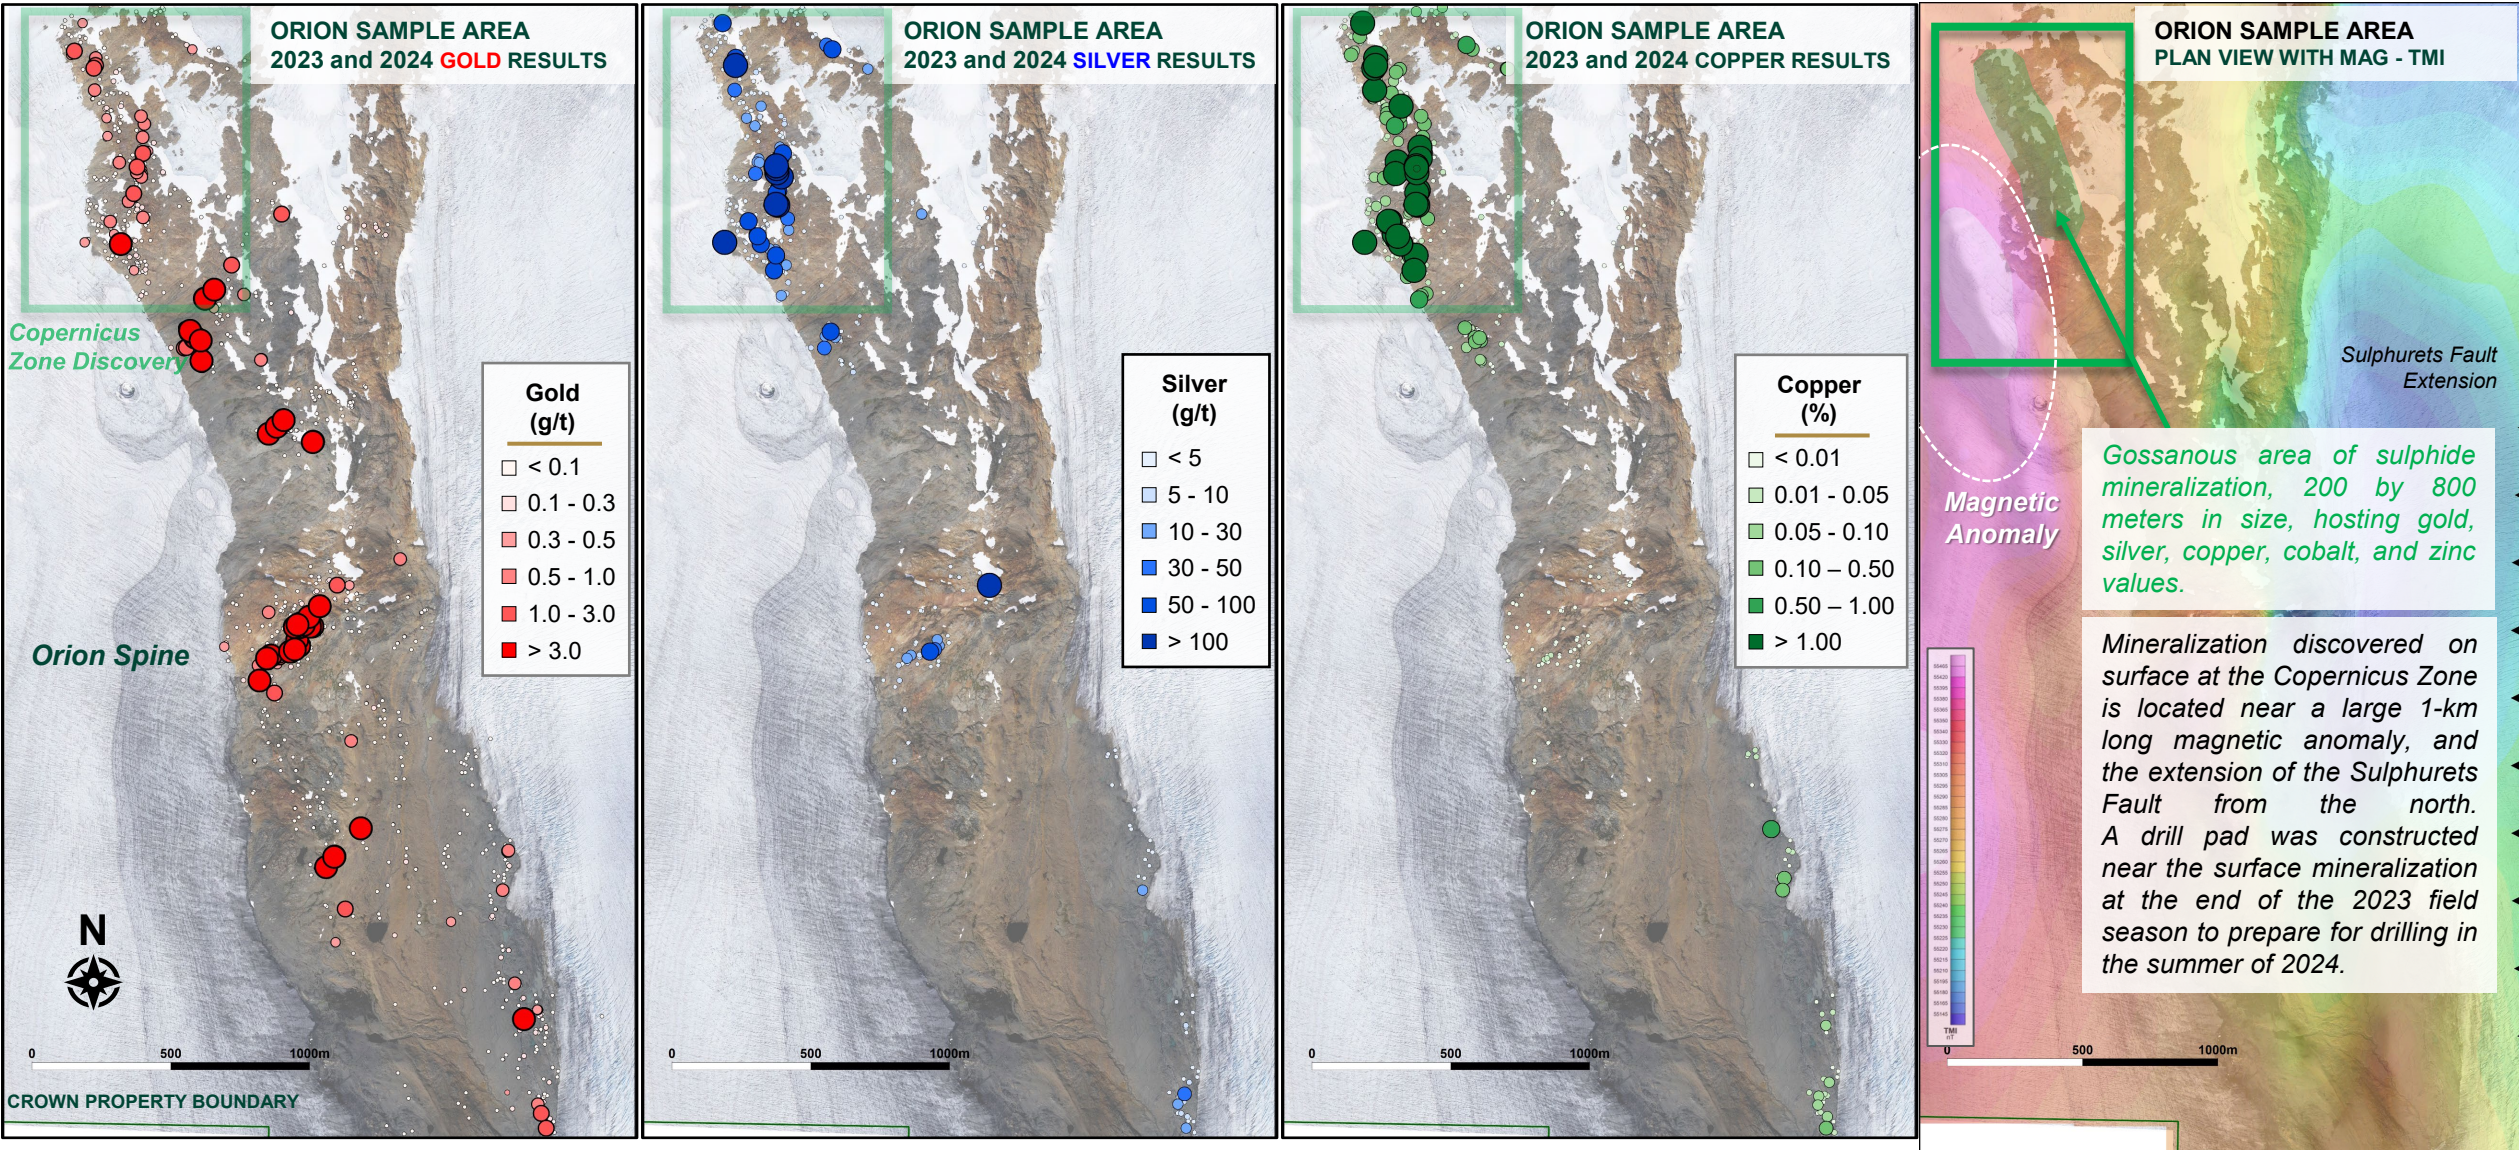 ORION SAMPLE AREA
2023 and 2024 GOLD RESULTS
Copernicus
Zone Discovery
Gold
(g/t)
< 0.1
0.1 - 0.3
0.3 - 0.5
0.5 - 1.0
1.0 - 3.0
> 3.0
Orion Spine
N
0 500 1000m
CROWN PROPERTY BOUNDARY
ORION SAMPLE AREA
2023 and 2024 SILVER RESULTS
Silver
(g/t)
< 5
5 - 10
10 - 30
30 - 50
50 - 100
> 100
0 500 1000m
ORION SAMPLE AREA
2023 and 2024 COPPER RESULTS
Copper
(%)
< 0.01
0.01 - 0.05
0.05 - 0.10
0.10 – 0.50
0.50 – 1.00
> 1.00
0 500 1000m
ORION SAMPLE AREA
PLAN VIEW WITH MAG - TMI
Sulphurets Fault
Extension
Magnetic
Anomaly
Gossanous area of sulphide
mineralization, 200 by 800
meters in size, hosting gold,
silver, copper, cobalt, and zinc
values.
Mineralization discovered on
surface at the Copernicus Zone
is located near a large 1-km
long magnetic anomaly, and
the extension of the Sulphurets
Fault from the north.
A drill pad was constructed
near the surface mineralization
at the end of the 2023 field
season to prepare for drilling in
the summer of 2024.
TMI
nT
0 500 1000m